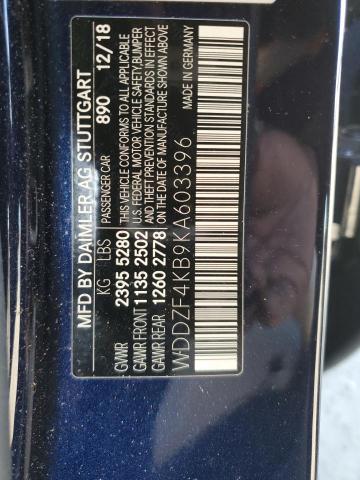 MFD BY DAIMLER AG STUTTGART
PASSENGER CAR 890 12/18
KG LBS
GVWR 2395 5280
GAWR FRONT 1135 2502
GAWR REAR 1260 2778
THIS VEHICLE CONFORMS TO ALL APPLICABLE
U.S. FEDERAL MOTOR VEHICLE SAFETY, BUMPER
AND THEFT PREVENTION STANDARDS IN EFFECT
ON THE DATE OF MANUFACTURE SHOWN ABOVE
MADE IN GERMANY
WDDZF4KB9KA603396